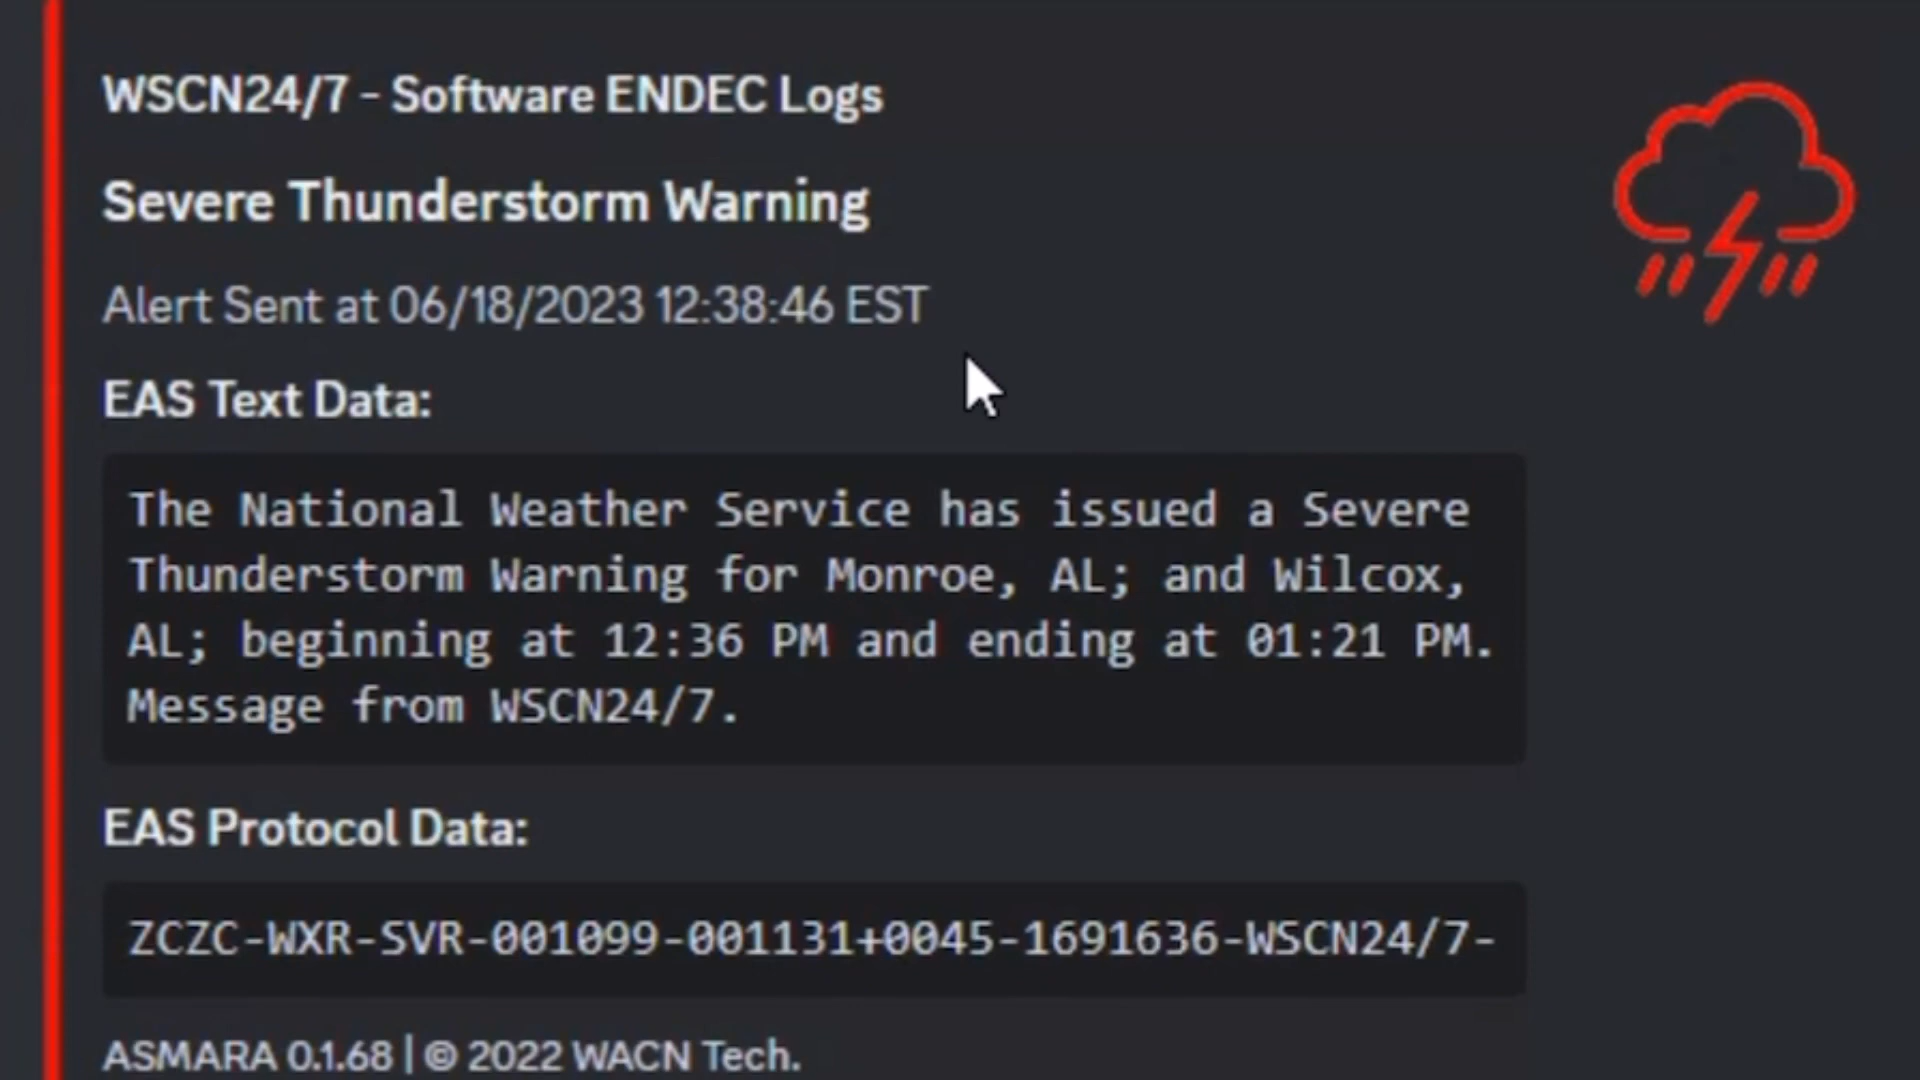 WSCN24/7 - Software ENDEC Logs
Severe Thunderstorm Warning
Alert Sent at 06/18/2023 12:38:46 EST
EAS Text Data:
The National Weather Service has issued a Severe
Thunderstorm Warning for Monroe, AL; and Wilcox,
AL; beginning at 12:36 PM and ending at 01:21 PM.
Message from WSCN24/7.
EAS Protocol Data:
ZCZC-WXR-SVR-001099-001131+0045-1691636-WSCN24/7-
ASMARA 0.1.68 | © 2022 WACN Tech.